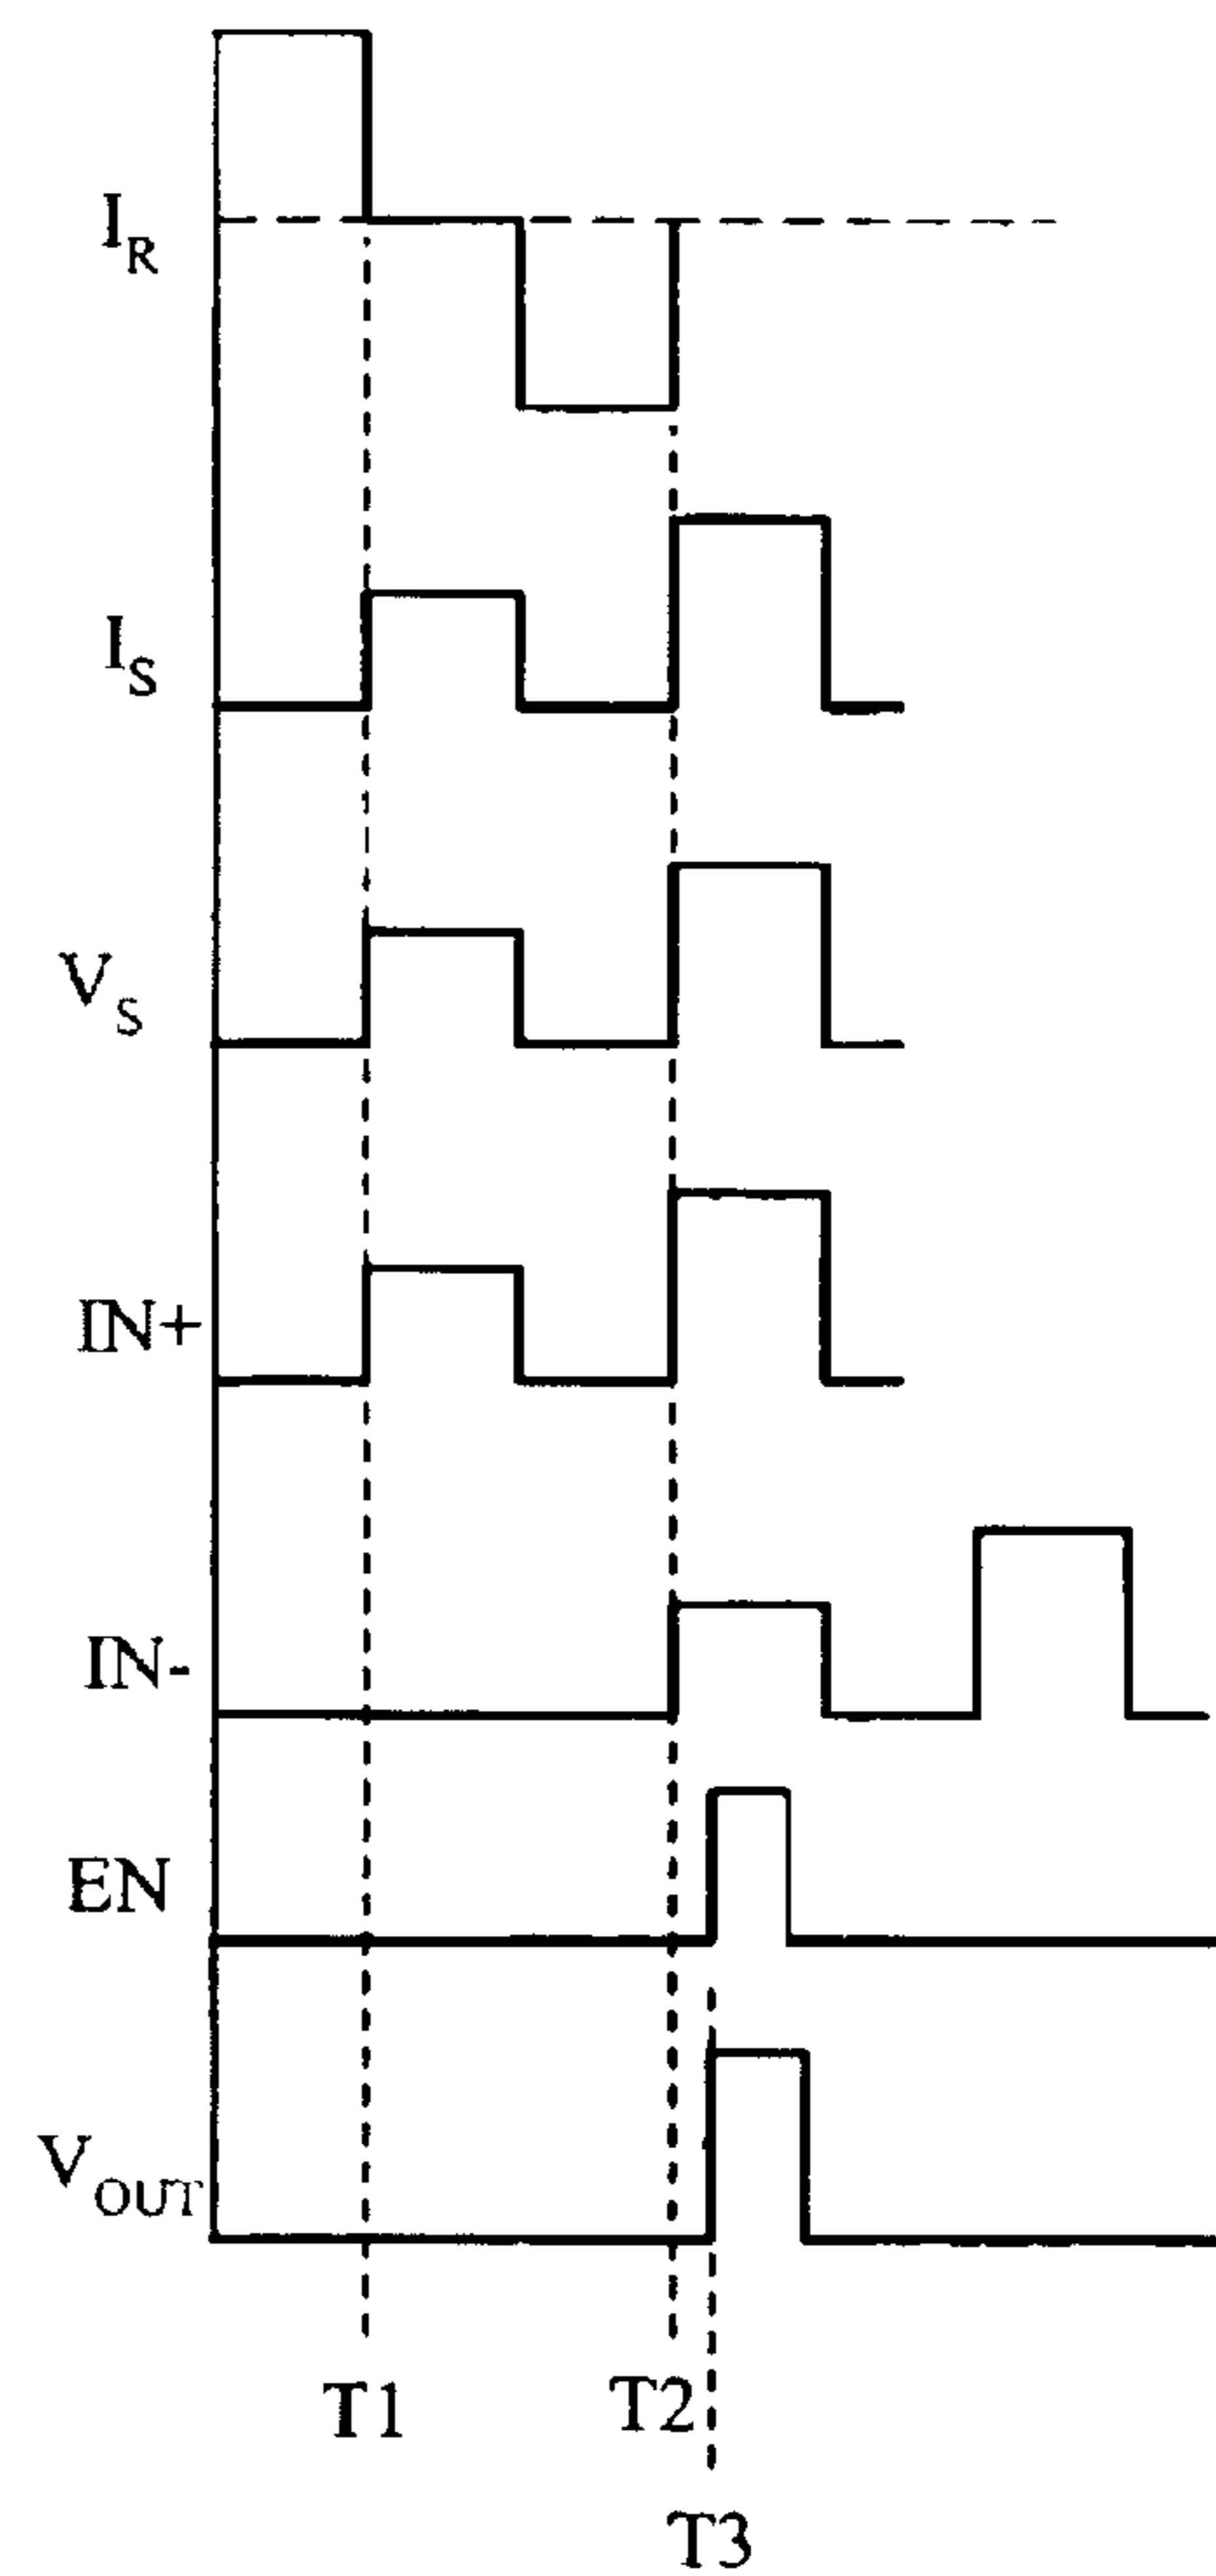 I_R
I_S
V_S
IN+
IN-
EN
V_OUT
T1
T2
T3